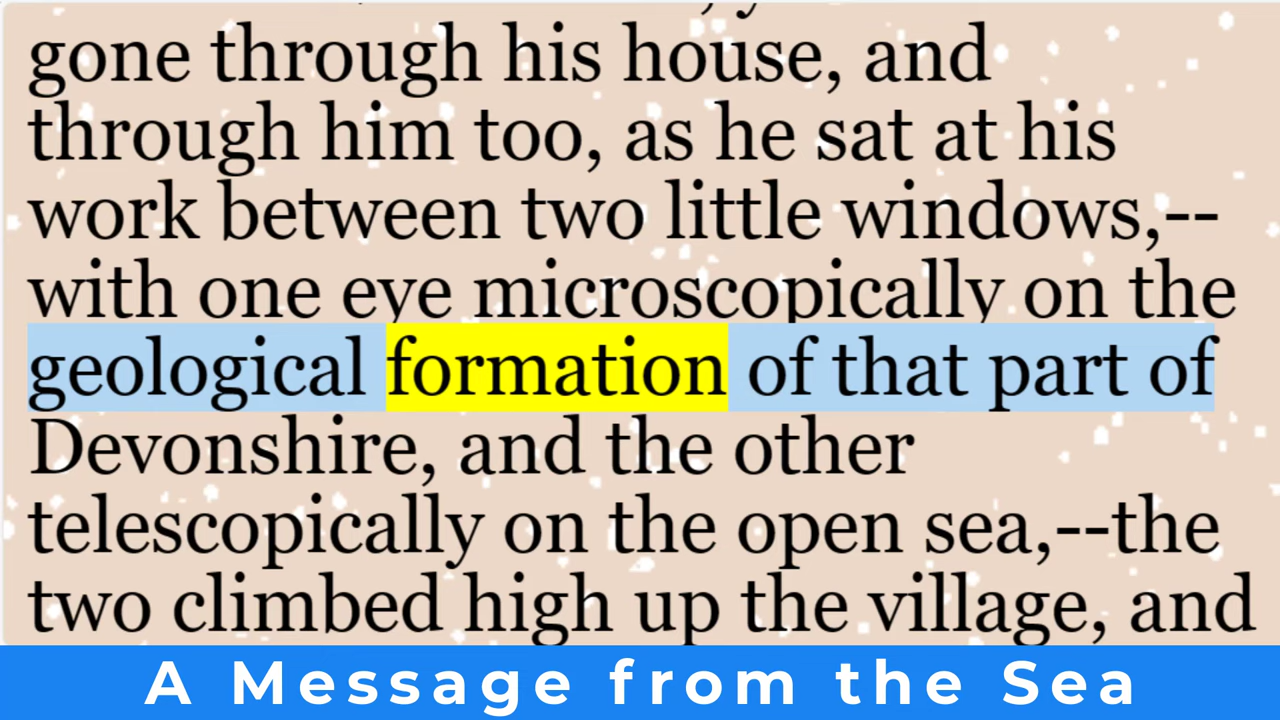 gone through his house, and
through him too, as he sat at his
work between two little windows,--
with one eye microscopically on the
geological formation of that part of
Devonshire, and the other
telescopically on the open sea,--the
two climbed high up the village, and
A Message from the Sea